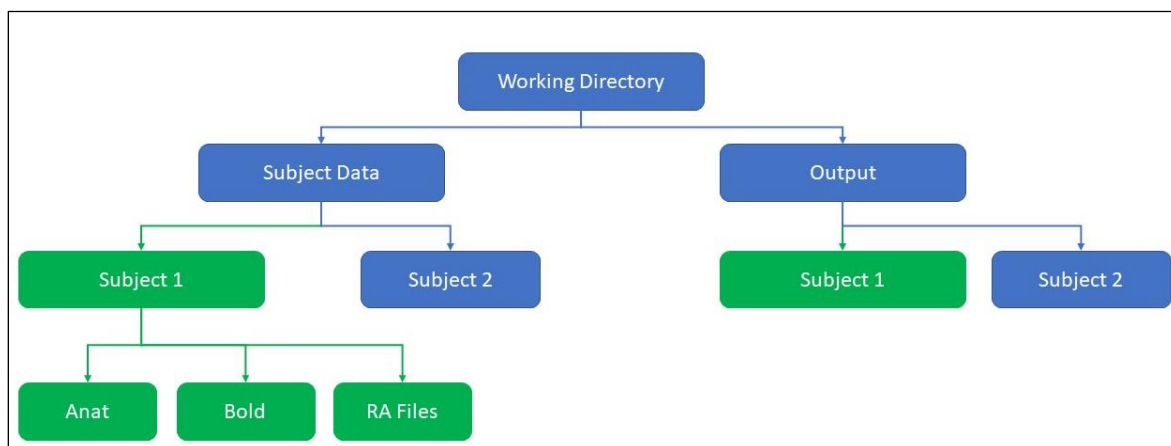 Working Directory
Subject Data
Output
Subject 1
Subject 2
Subject 1
Subject 2
Anat
Bold
RA Files